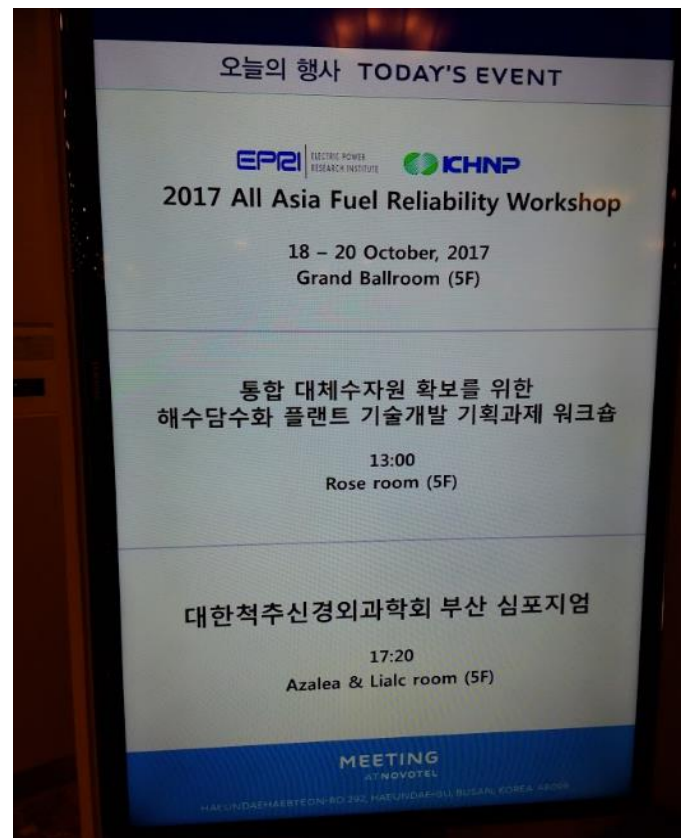 오늘의 행사 TODAY'S EVENT
EPRI ELECTRIC POWER
RESEARCH INSTITUTE
KHNP
2017 All Asia Fuel Reliability Workshop
18 – 20 October, 2017
Grand Ballroom (5F)
통합 대체수자원 확보를 위한
해수담수화 플랜트 기술개발 기획과제 워크숍
13:00
Rose room (5F)
대한척추신경외과학회 부산 심포지엄
17:20
Azalea & Lialc room (5F)
MEETING
AT NOVOTEL
HAEUNDAEHAEBYEON-RO 292, HAEUNDAE-GU, BUSAN, KOREA 48099